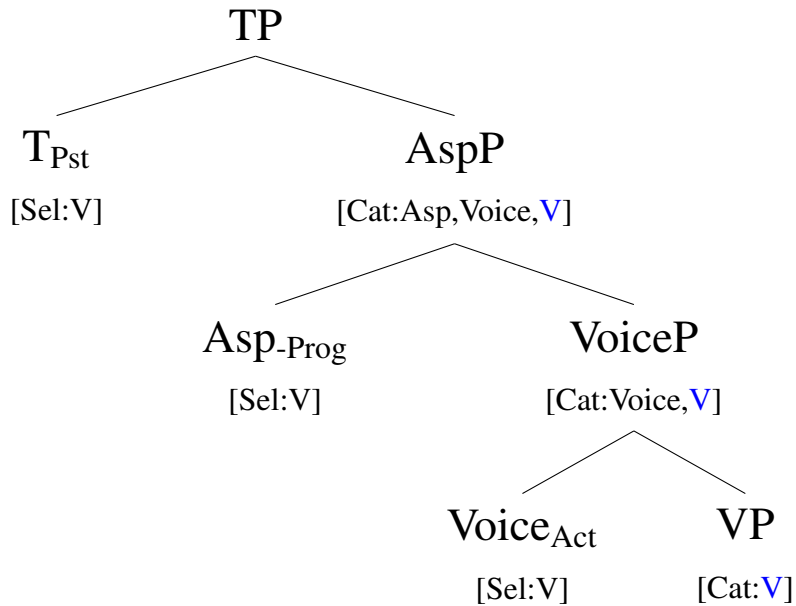 TP
T_Pst AspP
[Sel:V] [Cat:Asp,Voice,V]
Asp_-Prog VoiceP
[Sel:V] [Cat:Voice,V]
Voice_Act VP
[Sel:V] [Cat:V]